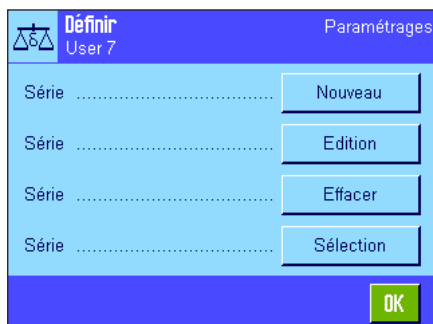 Définir
Paramétrages
User 7
Série .................................. Nouveau
Série .................................. Edition
Série .................................. Effacer
Série .................................. Sélection
OK